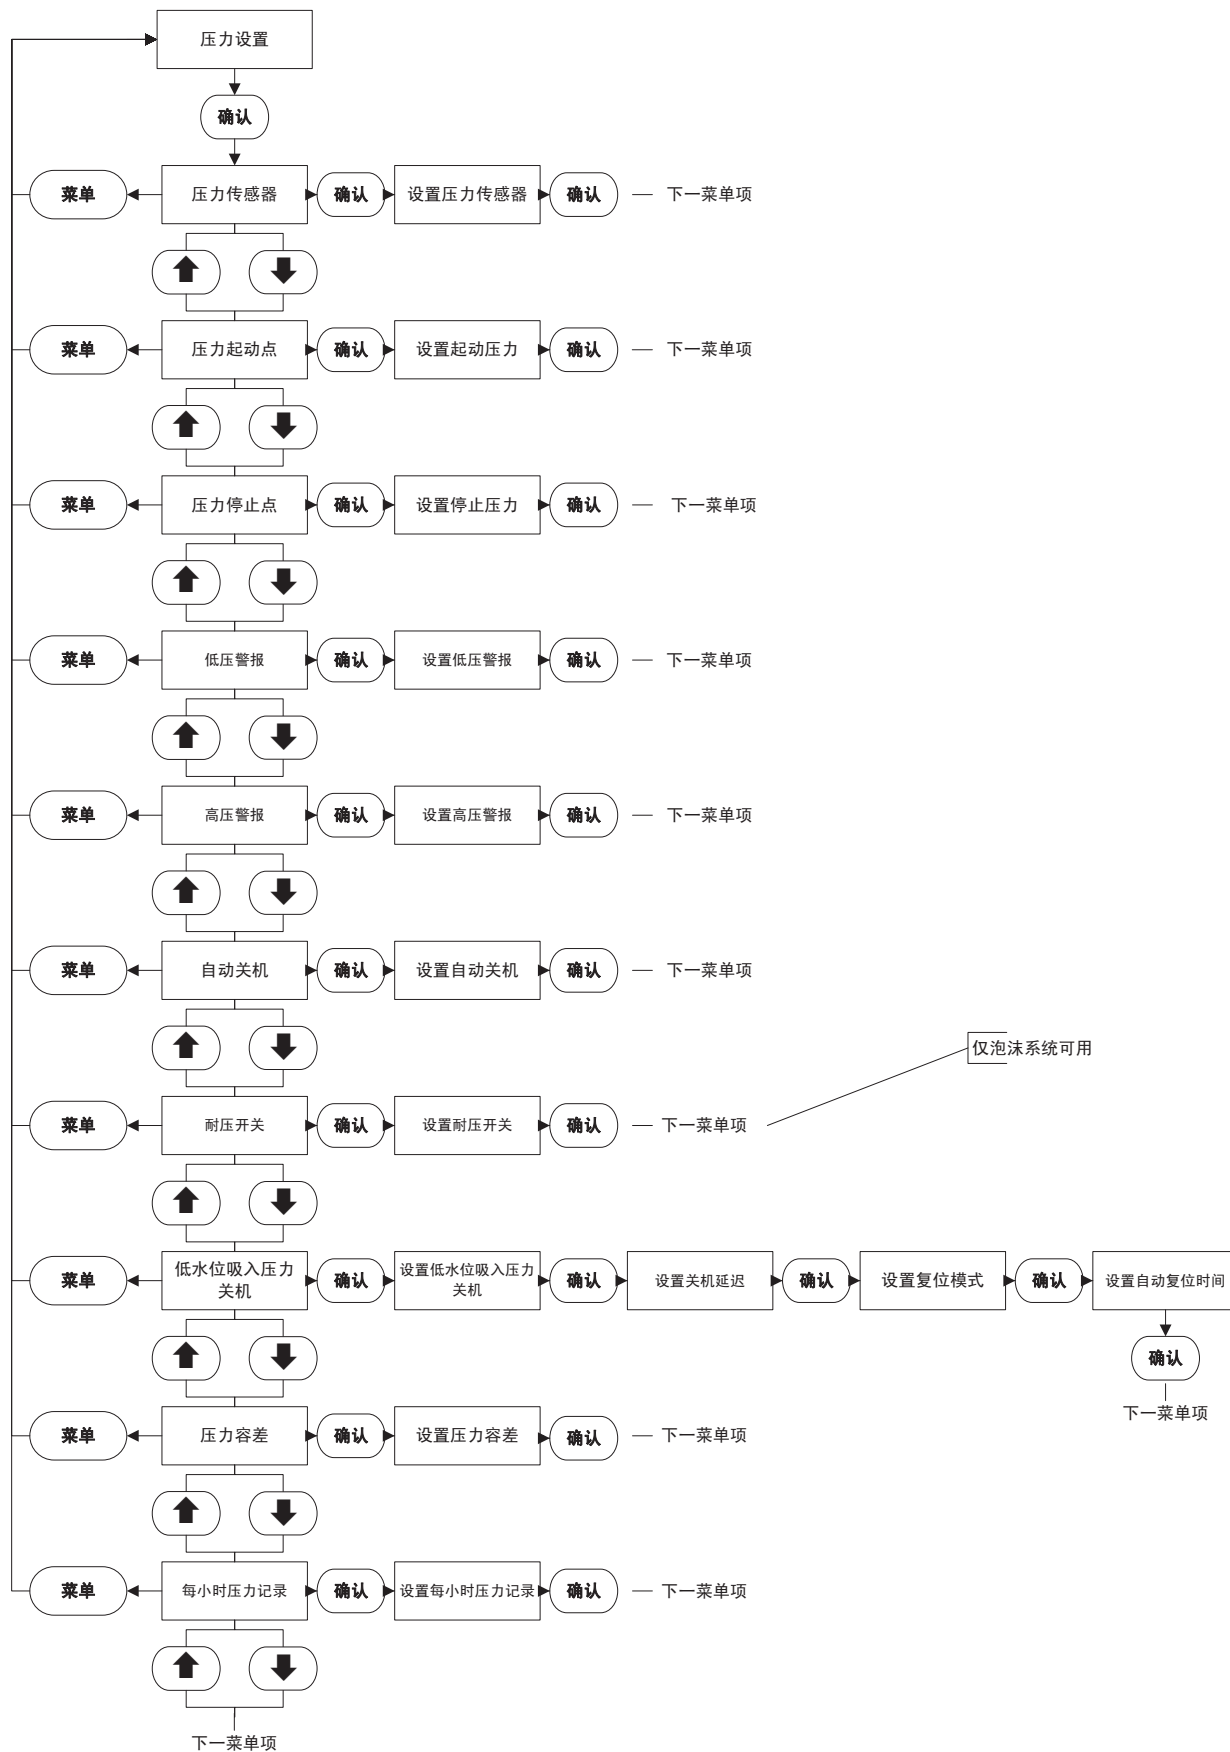 压力设置
确认
菜单
压力传感器
确认
设置压力传感器
确认
下一菜单项
菜单
压力起动点
确认
设置起动压力
确认
下一菜单项
菜单
压力停止点
确认
设置停止压力
确认
下一菜单项
菜单
低压警报
确认
设置低压警报
确认
下一菜单项
菜单
高压警报
确认
设置高压警报
确认
下一菜单项
菜单
自动关机
确认
设置自动关机
确认
下一菜单项
仅泡沫系统可用
菜单
耐压开关
确认
设置耐压开关
确认
下一菜单项
菜单
低水位吸入压力
关机
确认
设置低水位吸入压力
关机
确认
设置关机延迟
确认
设置复位模式
确认
设置自动复位时间
确认
下一菜单项
菜单
压力容差
确认
设置压力容差
确认
下一菜单项
菜单
每小时压力记录
确认
设置每小时压力记录
确认
下一菜单项
下一菜单项